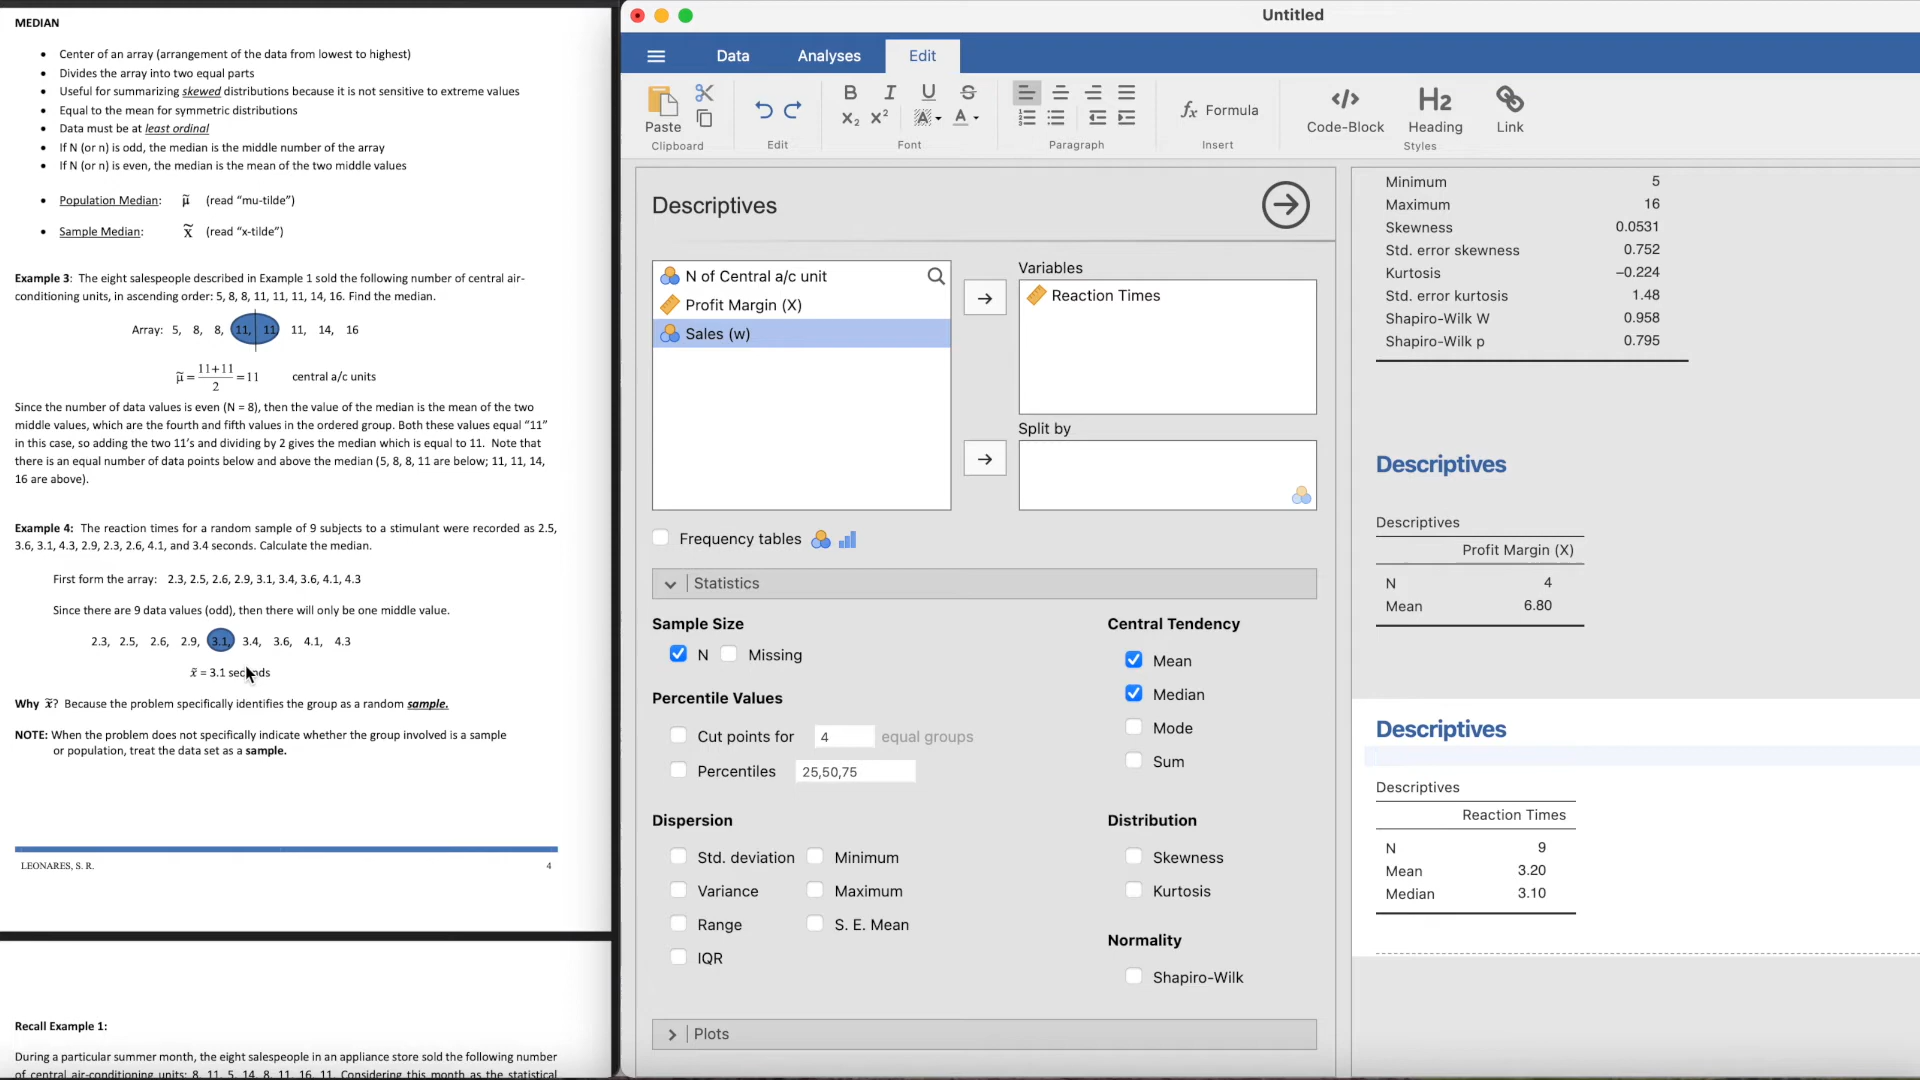 MEDIAN
• Center of an array (arrangement of the data from lowest to highest)
• Divides the array into two equal parts
• Useful for summarizing skewed distributions because it is not sensitive to extreme values
• Equal to the mean for symmetric distributions
• Data must be at least ordinal
• If N (or n) is odd, the median is the middle number of the array
• If N (or n) is even, the median is the mean of the two middle values
• Population Median: μ̃ (read “mu-tilde”)
• Sample Median: x̃ (read “x-tilde”)
Example 3: The eight salespeople described in Example 1 sold the following number of central air-
conditioning units, in ascending order: 5, 8, 8, 11, 11, 11, 14, 16. Find the median.
Array: 5, 8, 8, 11, 11 11, 14, 16
μ̃ = 11+11 / 2 = 11 central a/c units
Since the number of data values is even (N = 8), then the value of the median is the mean of the two
middle values, which are the fourth and fifth values in the ordered group. Both these values equal “11”
in this case, so adding the two 11’s and dividing by 2 gives the median which is equal to 11. Note that
there is an equal number of data points below and above the median (5, 8, 8, 11 are below; 11, 11, 14,
16 are above).
Example 4: The reaction times for a random sample of 9 subjects to a stimulant were recorded as 2.5,
3.6, 3.1, 4.3, 2.9, 2.3, 2.6, 4.1, and 3.4 seconds. Calculate the median.
First form the array: 2.3, 2.5, 2.6, 2.9, 3.1, 3.4, 3.6, 4.1, 4.3
Since there are 9 data values (odd), then there will only be one middle value.
2.3, 2.5, 2.6, 2.9, 3.1, 3.4, 3.6, 4.1, 4.3
x̃ = 3.1 seconds
Why x̃? Because the problem specifically identifies the group as a random sample.
NOTE: When the problem does not specifically indicate whether the group involved is a sample
or population, treat the data set as a sample.
LEONARES, S. R. 4
Recall Example 1:
During a particular summer month, the eight salespeople in an appliance store sold the following number
of central air-conditioning units: 8, 11, 5, 14, 8, 11, 16, 11. Considering this month as the statistical
Untitled
Data Analyses Edit
Paste
Clipboard
Edit
B I U S
X₂ X² A A
Font
Paragraph
fx Formula
Insert
</> H2
Code-Block Heading Link
Styles
Descriptives
N of Central a/c unit
Profit Margin (X)
Sales (w)
Variables
Reaction Times
Split by
Frequency tables
Statistics
Sample Size
N Missing
Percentile Values
Cut points for 4 equal groups
Percentiles 25,50,75
Dispersion
Std. deviation Minimum
Variance Maximum
Range S. E. Mean
IQR
Central Tendency
Mean
Median
Mode
Sum
Distribution
Skewness
Kurtosis
Normality
Shapiro-Wilk
Plots
Minimum 5
Maximum 16
Skewness 0.0531
Std. error skewness 0.752
Kurtosis −0.224
Std. error kurtosis 1.48
Shapiro-Wilk W 0.958
Shapiro-Wilk p 0.795
Descriptives
Descriptives
Profit Margin (X)
N 4
Mean 6.80
Descriptives
Descriptives
Reaction Times
N 9
Mean 3.20
Median 3.10